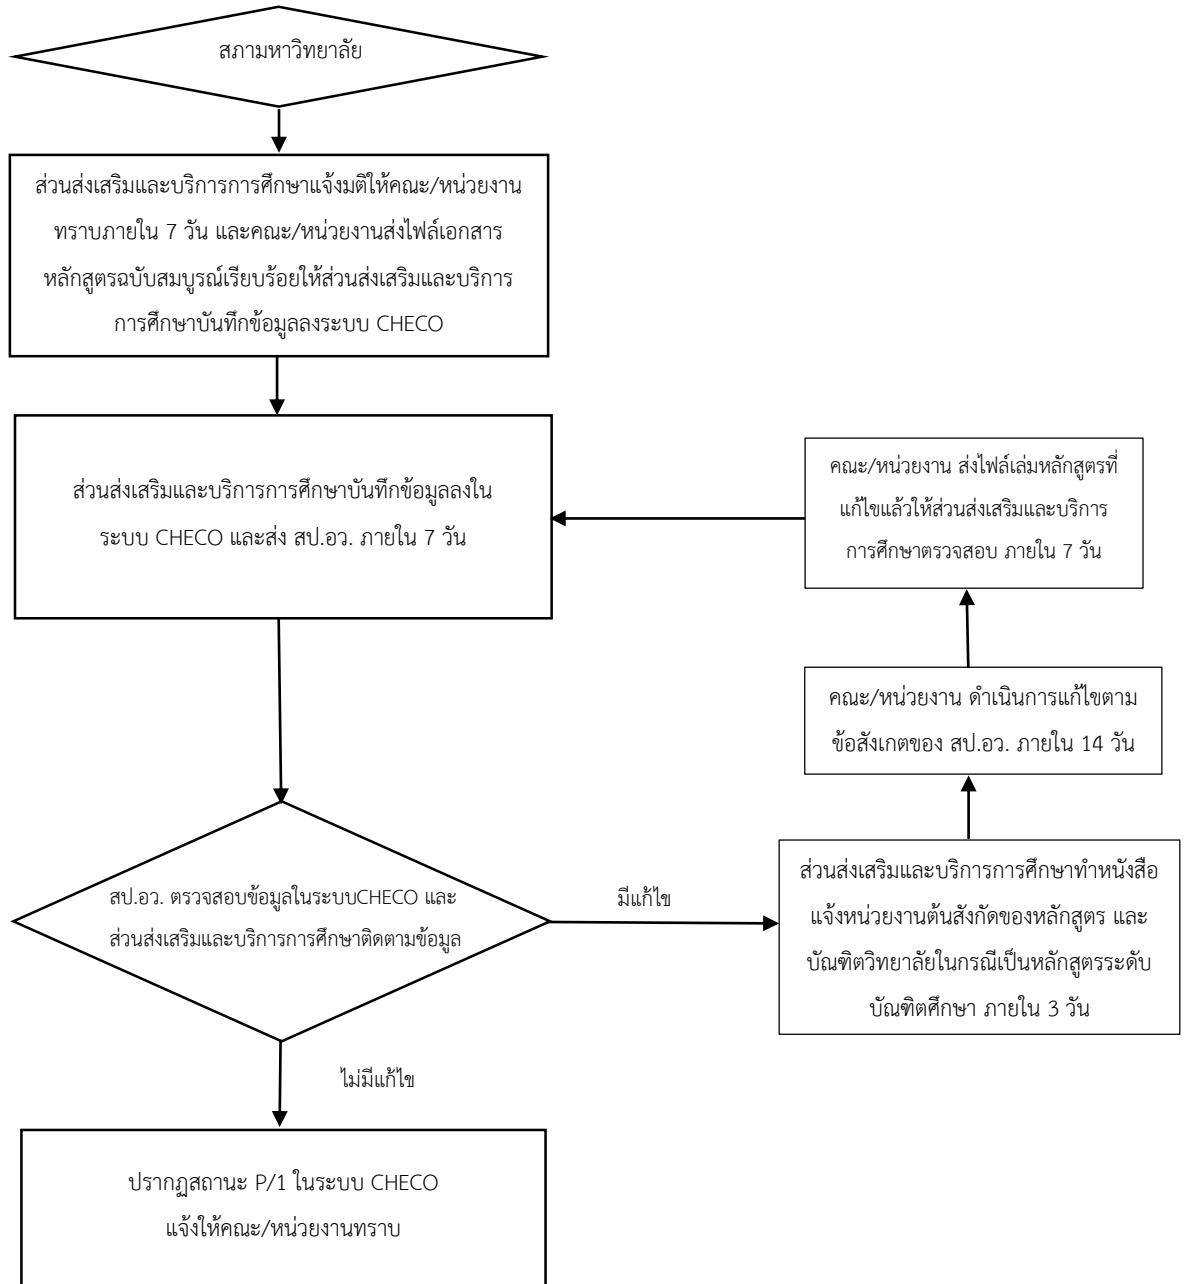 สภามหาวิทยาลัย
ส่วนส่งเสริมและบริการการศึกษาแจ้งมติให้คณะ/หน่วยงาน
ทราบภายใน 7 วัน และคณะ/หน่วยงานส่งไฟล์เอกสาร
หลักสูตรฉบับสมบูรณ์เรียบร้อยให้ส่วนส่งเสริมและบริการ
การศึกษาบันทึกข้อมูลลงระบบ CHECO
ส่วนส่งเสริมและบริการการศึกษาบันทึกข้อมูลลงใน
ระบบ CHECO และส่ง สป.อว. ภายใน 7 วัน
คณะ/หน่วยงาน ส่งไฟล์เล่มหลักสูตรที่
แก้ไขแล้วให้ส่วนส่งเสริมและบริการ
การศึกษาตรวจสอบ ภายใน 7 วัน
คณะ/หน่วยงาน ดำเนินการแก้ไขตาม
ข้อสังเกตของ สป.อว. ภายใน 14 วัน
สป.อว. ตรวจสอบข้อมูลในระบบCHECO และ
ส่วนส่งเสริมและบริการการศึกษาติดตามข้อมูล
มีแก้ไข
ส่วนส่งเสริมและบริการการศึกษาทำหนังสือ
แจ้งหน่วยงานต้นสังกัดของหลักสูตร และ
บัณฑิตวิทยาลัยในกรณีเป็นหลักสูตรระดับ
บัณฑิตศึกษา ภายใน 3 วัน
ไม่มีแก้ไข
ปรากฏสถานะ P/1 ในระบบ CHECO
แจ้งให้คณะ/หน่วยงานทราบ